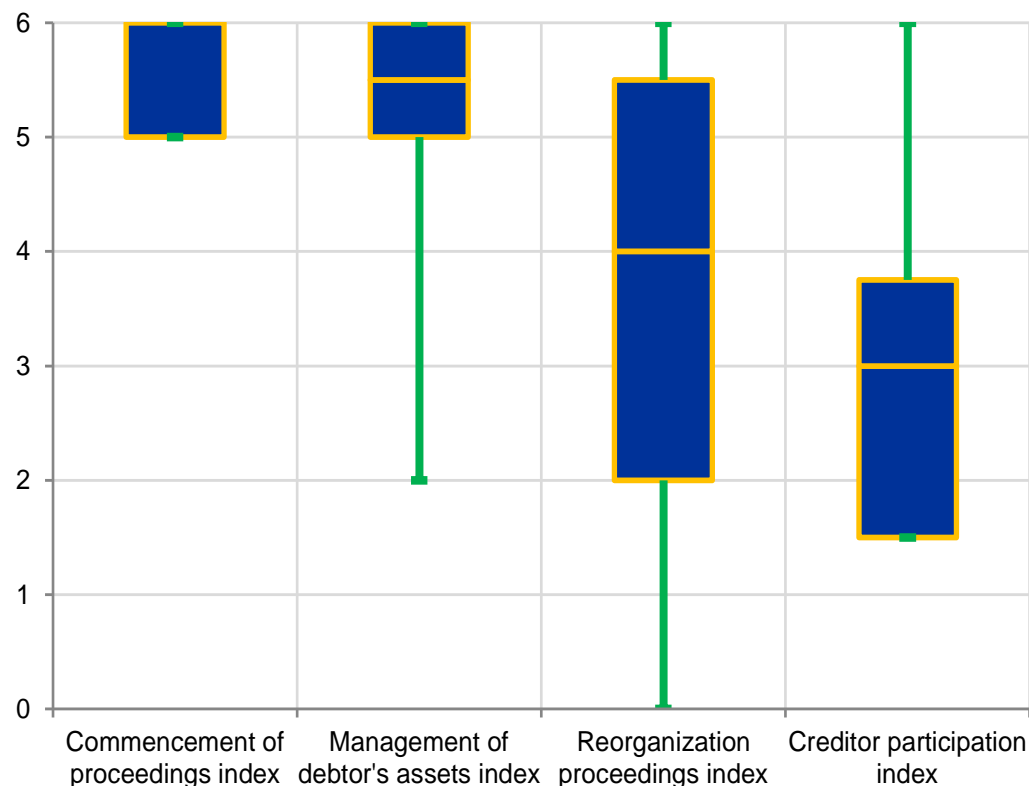 6
5
4
3
2
1
0
Commencement of proceedings index
Management of debtor's assets index
Reorganization proceedings index
Creditor participation index